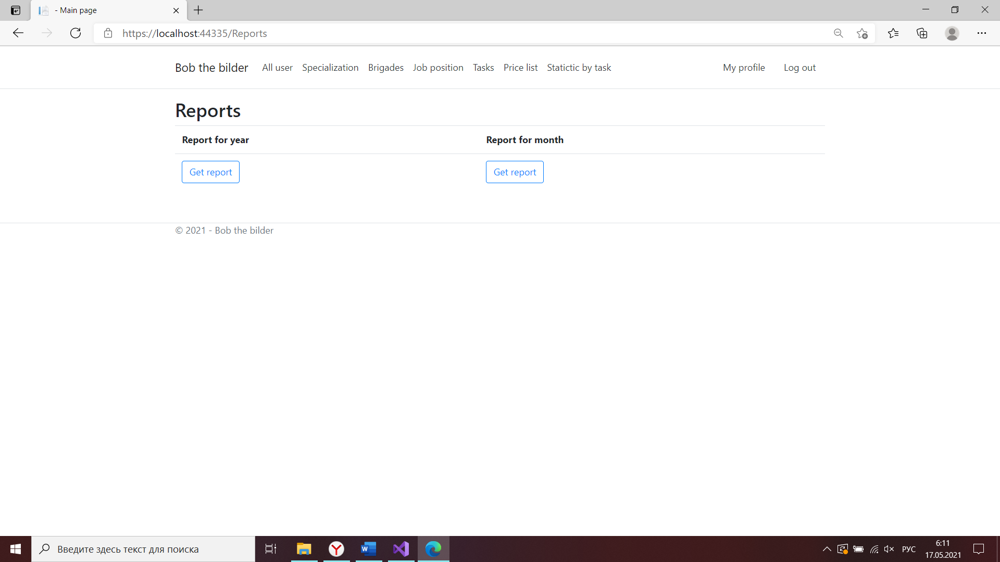 - Main page
https://localhost:44335/Reports
Bob the bilder All user Specialization Brigades Job position Tasks Price list Statictic by task My profile Log out
Reports
Report for year Report for month
Get report Get report
© 2021 - Bob the bilder
Введите здесь текст для поиска
РУС
6:11
17.05.2021